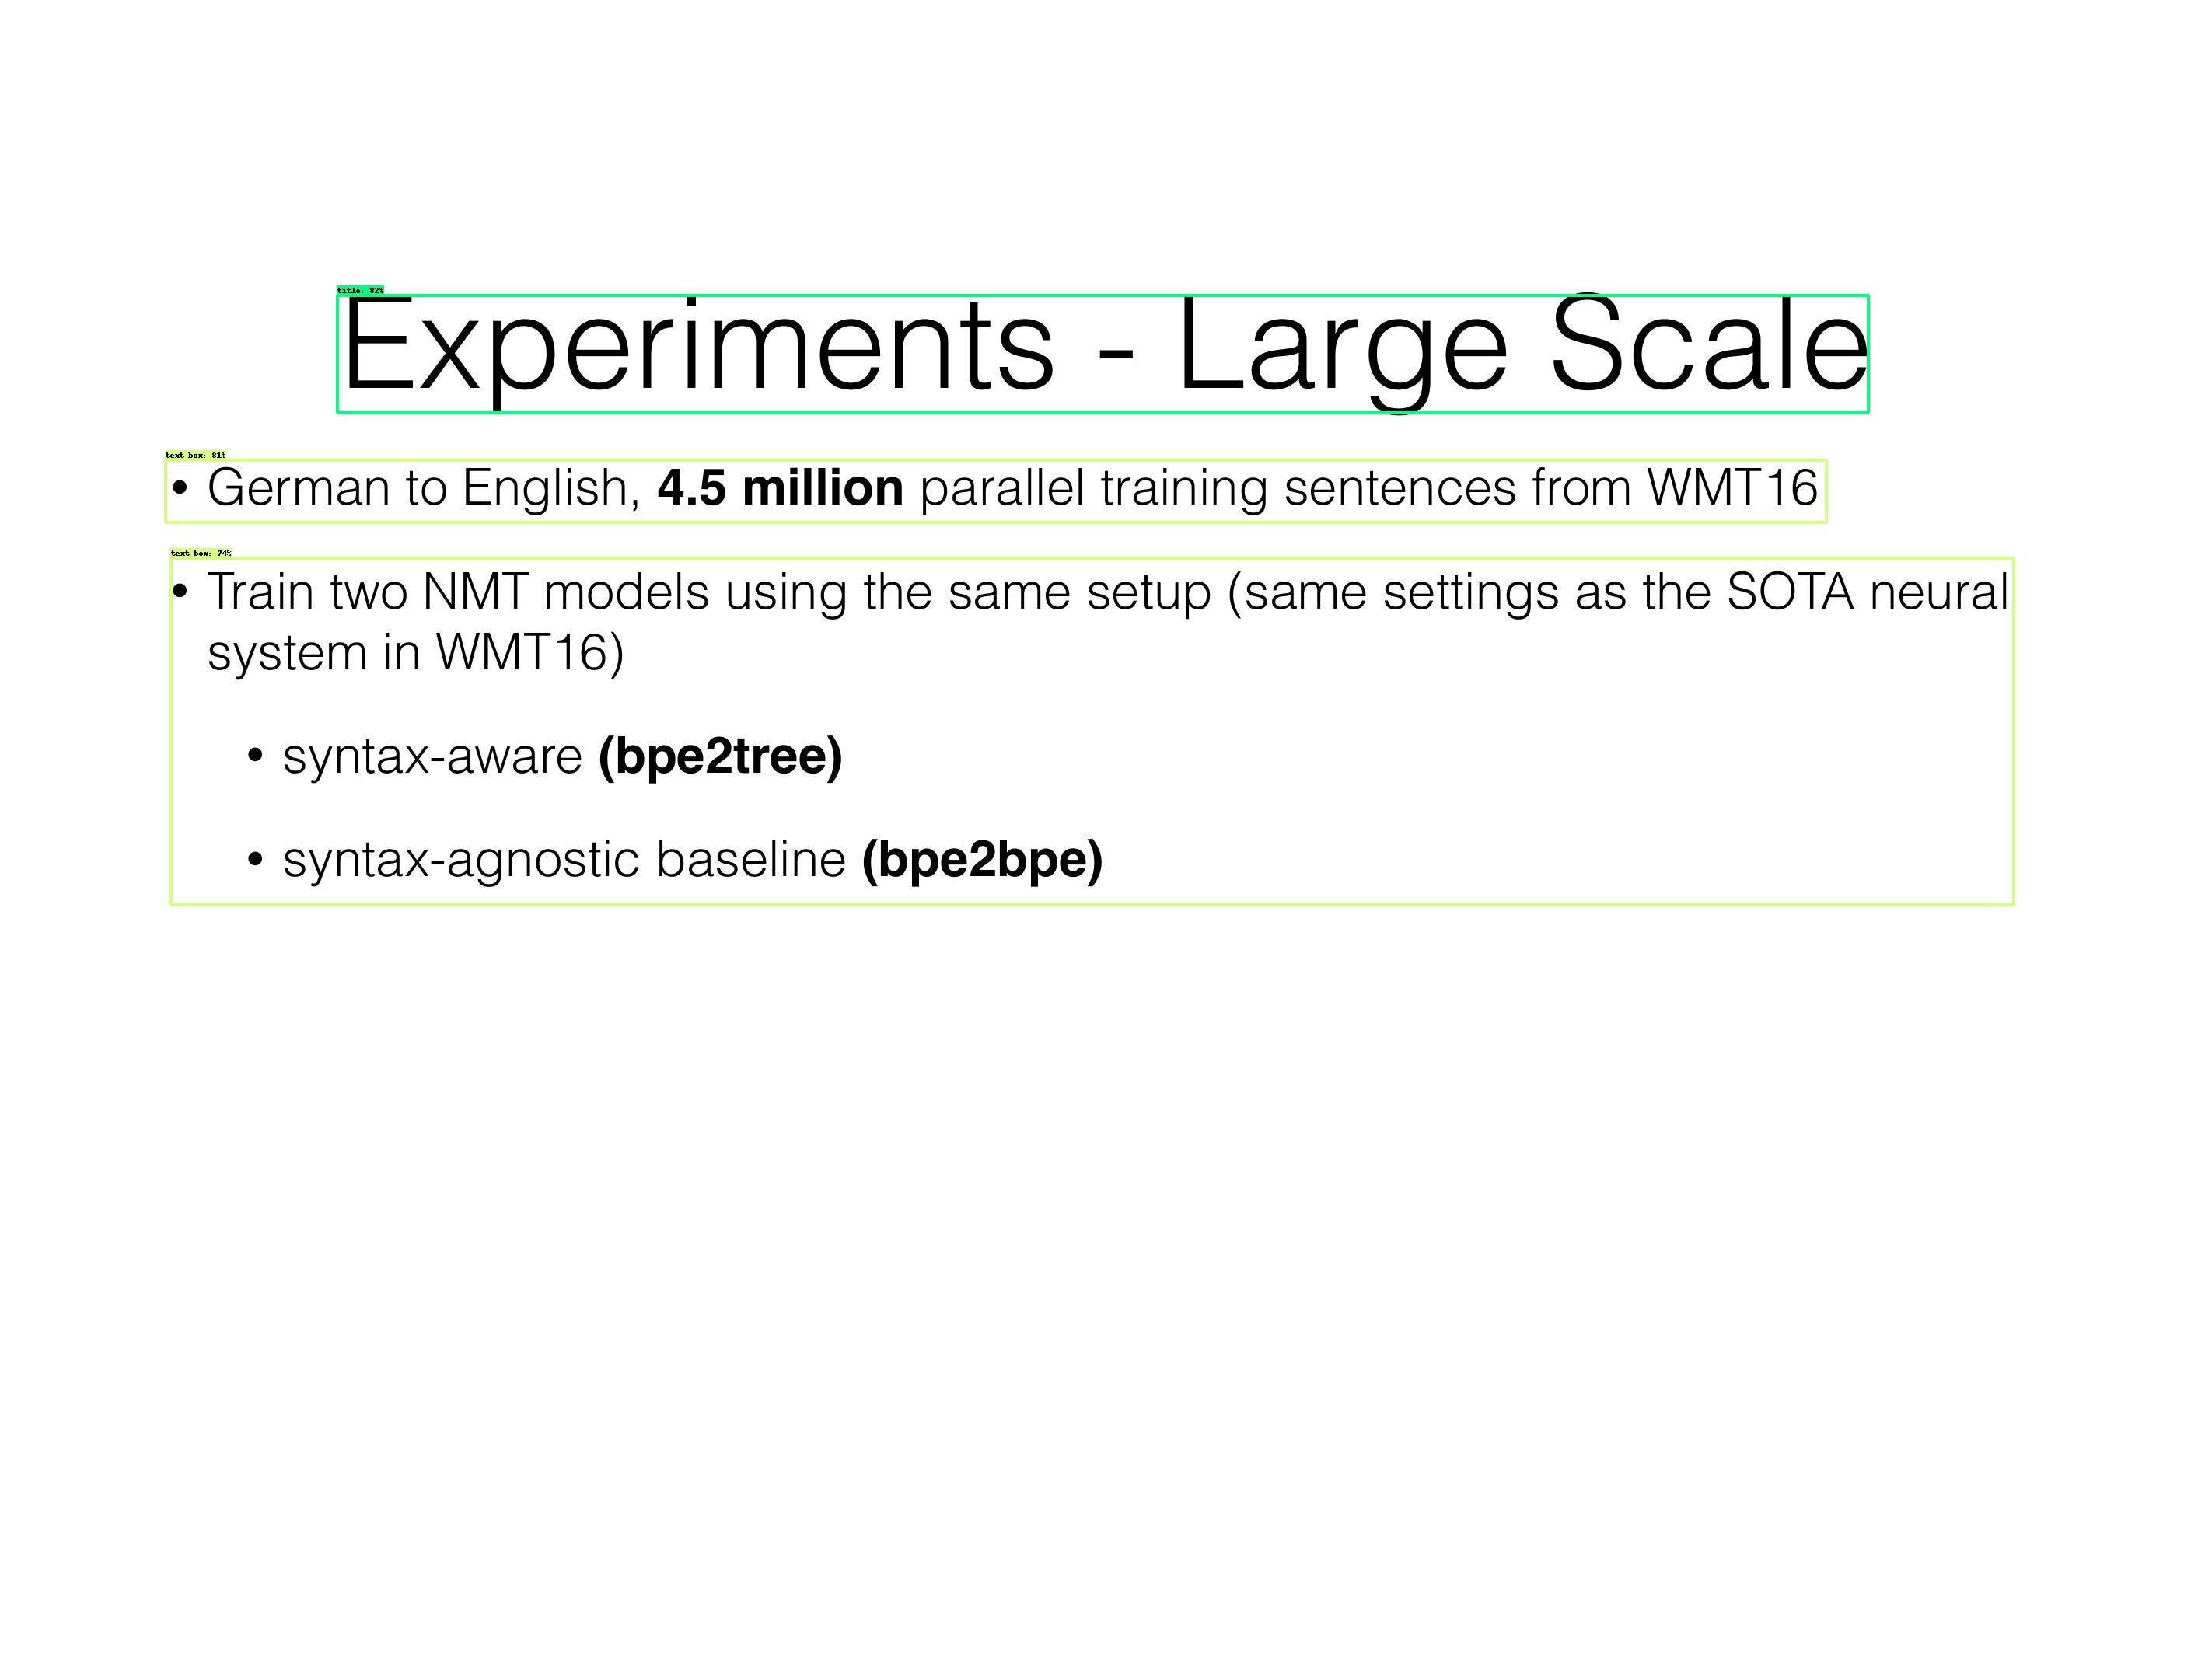 title: 82%
Experiments - Large Scale
text box: 81%
• German to English, 4.5 million parallel training sentences from WMT16
text box: 74%
• Train two NMT models using the same setup (same settings as the SOTA neural
system in WMT16)
• syntax-aware (bpe2tree)
• syntax-agnostic baseline (bpe2bpe)